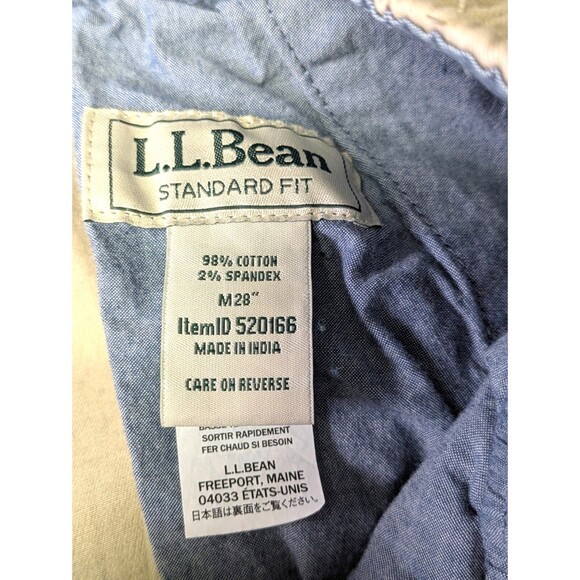 L.L.Bean
STANDARD FIT
98% COTTON
2% SPANDEX
M 28"
ItemID 520166
MADE IN INDIA
CARE ON REVERSE
SORTIR RAPIDEMENT
FER CHAUD SI BESOIN
L.L.BEAN
FREEPORT, MAINE
04033 ÉTATS-UNIS
日本語は裏面をご覧ください。